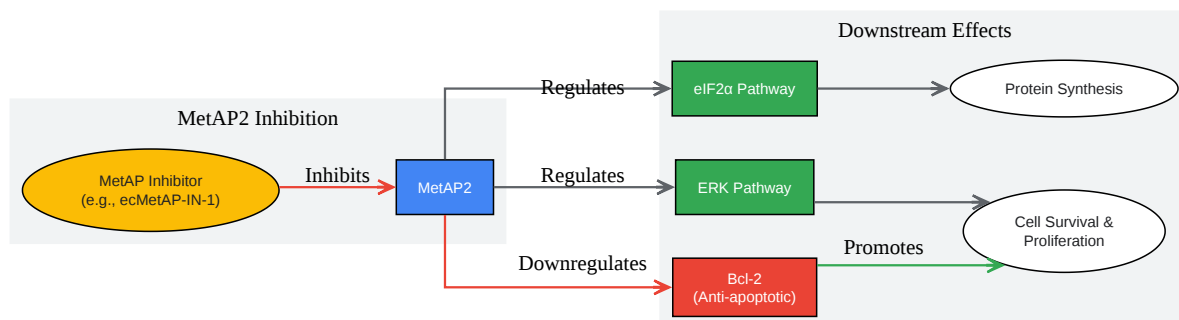 Downstream Effects
Regulates
eIF2α Pathway
Protein Synthesis
MetAP2 Inhibition
MetAP Inhibitor
(e.g., ecMetAP-IN-1)
Inhibits
MetAP2
Regulates
ERK Pathway
Cell Survival &
Proliferation
Downregulates
Bcl-2
(Anti-apoptotic)
Promotes